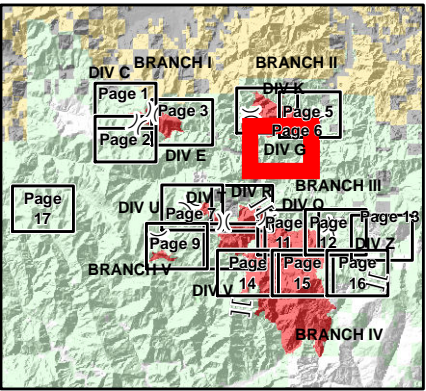 BRANCH I
BRANCH II
DIV C
DIV K
Page 1
Page 3
Page 5
Page 6
Page 2
DIV E
DIV G
BRANCH III
Page
17
DIV U
DIV R
DIV Q
Page
Page
11
Page
12
Page 13
Page 9
DIV Z
BRANCH V
Page
14
Page
15
Page
16
DIV V
BRANCH IV